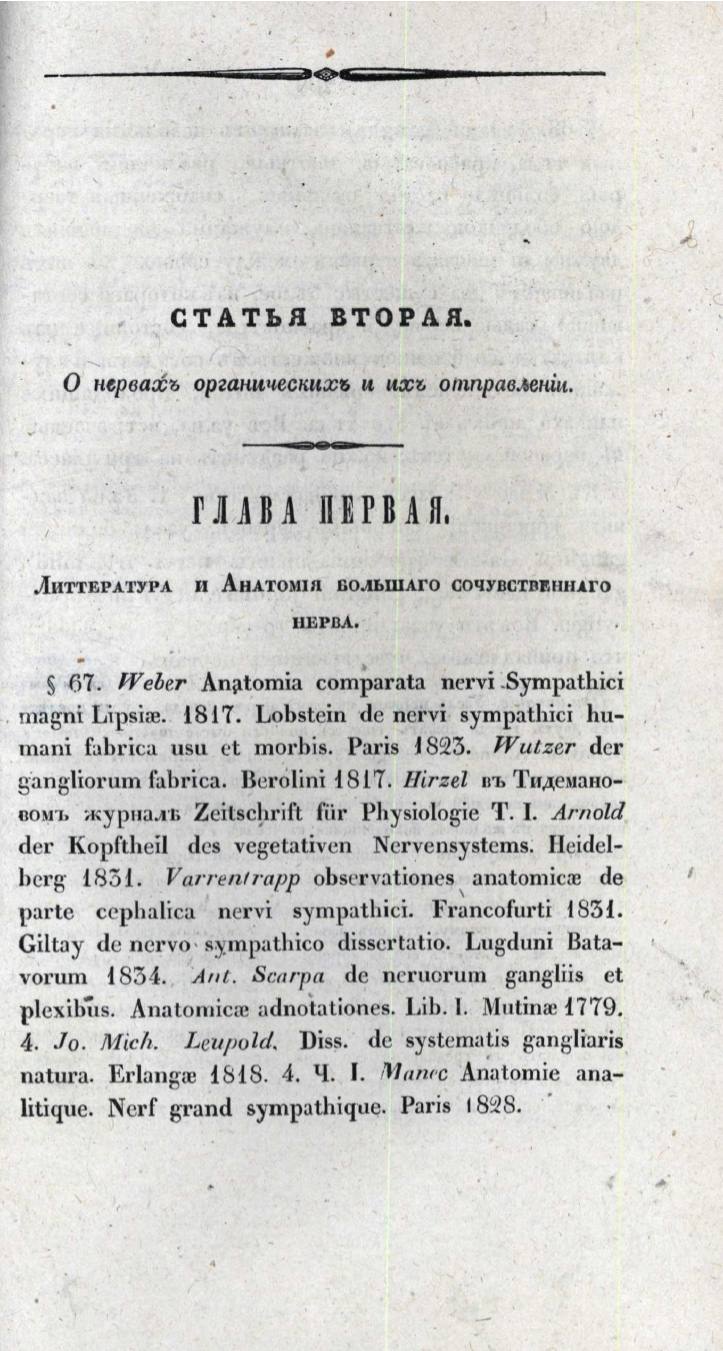 СТАТЬЯ ВТОРАЯ.
О нервахъ органическихъ и ихъ отправленіи.
ГЛАВА ПЕРВАЯ.
Литтература и Анатомія большаго сочувственнаго
нерва.
§ 67. Weber Anatomia comparata nervi Sympathici
magni Lipsiæ. 1817. Lobstein de nervi sympathici hu-
mani fabrica usu et morbis. Paris 1823. Wutzer der
gangliorum fabrica. Berolini 1817. Hirzel въ Тидемано-
вомъ журналѣ Zeitschrift für Physiologie T. I. Arnold
der Kopftheil des vegetativen Nervensystems. Heidel-
berg 1831. Varrentrapp observationes anatomicæ de
parte cephalica nervi sympathici. Francofurti 1831.
Giltay de nervo sympathico dissertatio. Lugduni Bata-
vorum 1834. Ant. Scarpa de neruorum gangliis et
plexibus. Anatomicæ adnotationes. Lib. I. Mutinæ 1779.
4. Jo. Mich. Leupold. Diss. de systematis gangliaris
natura. Erlangæ 1818. 4. Ч. I. Manec Anatomie ana-
litique. Nerf grand sympathique. Paris 1828.